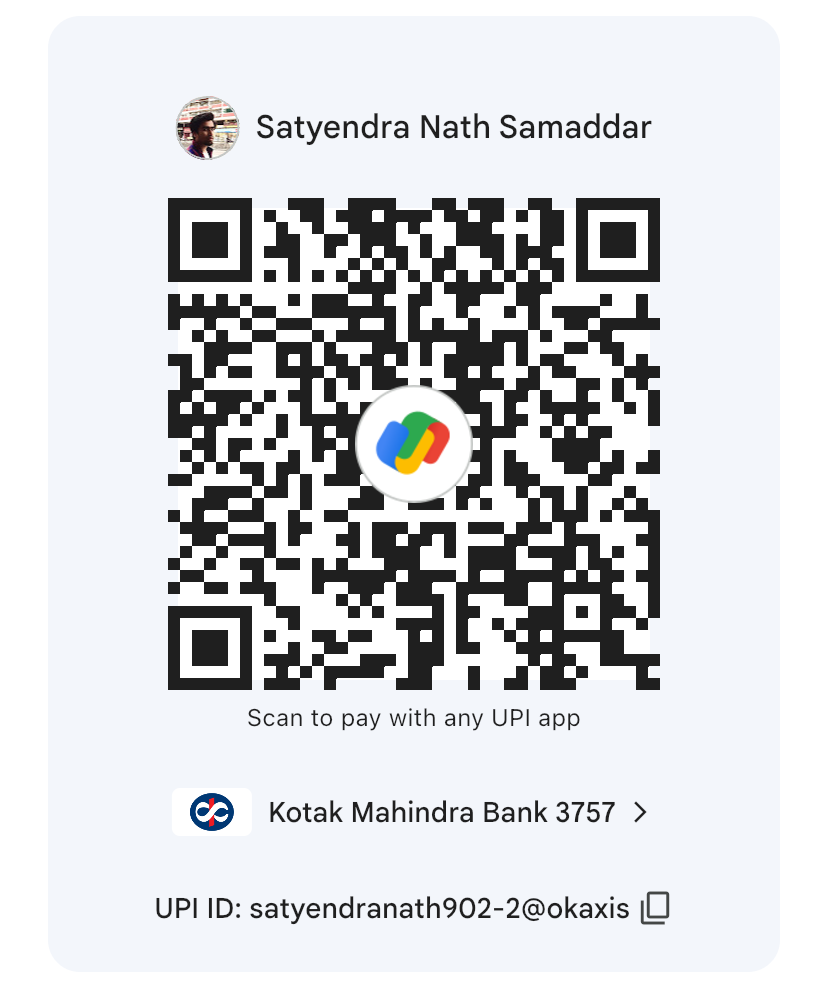 Satyendra Nath Samaddar
Scan to pay with any UPI app
Kotak Mahindra Bank 3757
UPI ID: satyendranath902-2@okaxis